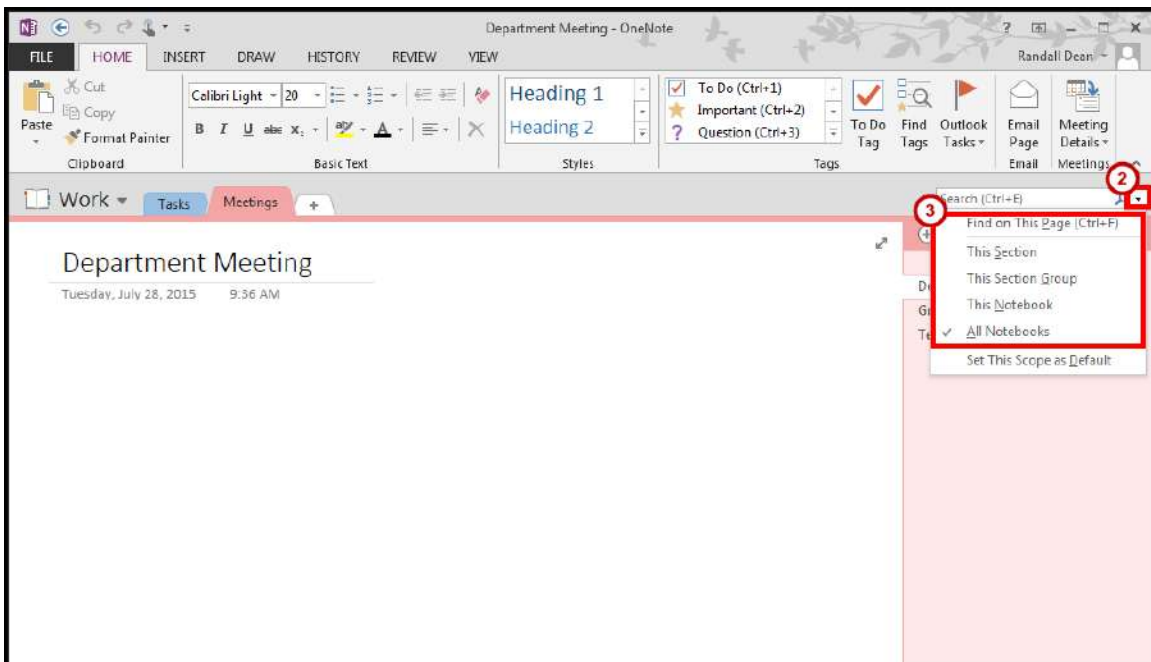 Department Meeting - OneNote
?
FILE HOME INSERT DRAW HISTORY REVIEW VIEW
Randall Dean
Paste
Cut
Copy
Format Painter
Clipboard
Calibri Light 20
B I U abc X
aby A
Basic Text
Heading 1
Heading 2
Styles
To Do (Ctrl+1)
Important (Ctrl+2)
? Question (Ctrl+3)
To Do Tag
Find Tags
Outlook Tasks
Tags
Email Page
Email
Meeting Details
Meetings
Work
Tasks
Meetings
+
Search (Ctrl+E)
2
3
Find on This Page (Ctrl+F)
This Section
This Section Group
This Notebook
All Notebooks
Set This Scope as Default
Department Meeting
Tuesday, July 28, 2015 9:36 AM